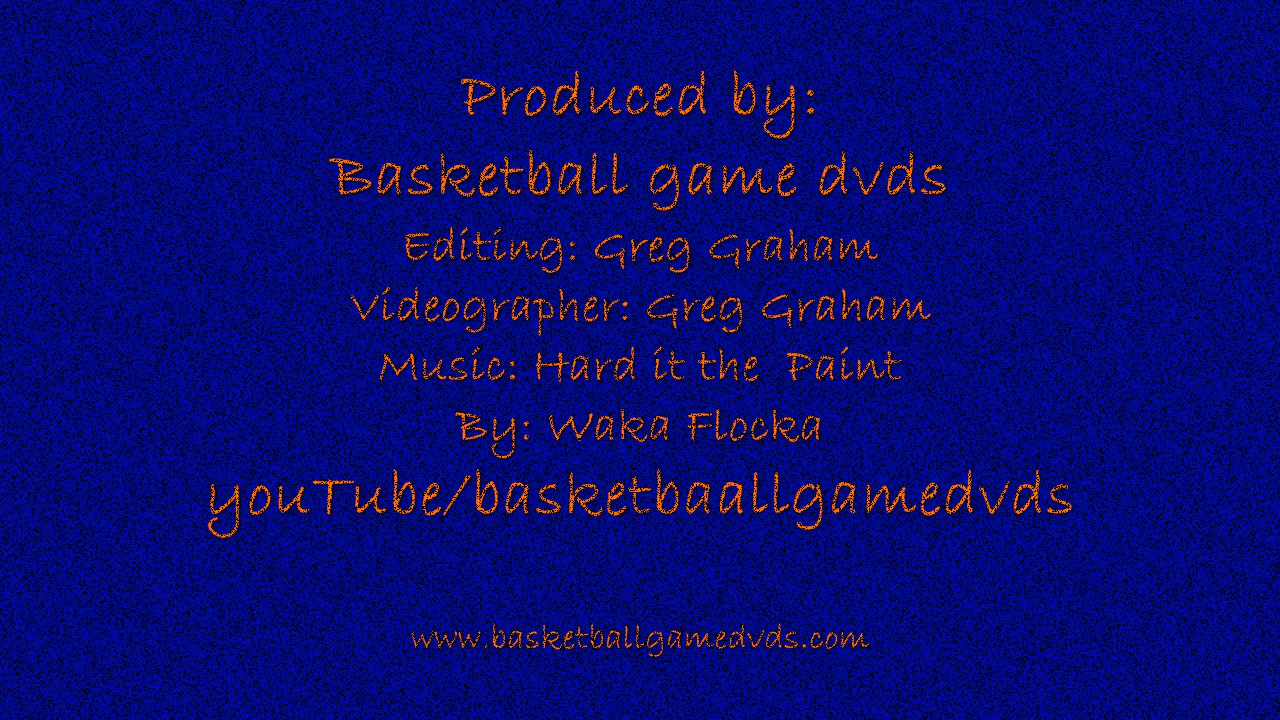 Produced by:
Basketball game dvds
Editing: Greg Graham
Videographer: Greg Graham
Music: Hard it the Paint
By: Waka Flocka
youTube/basketbaallgamedvds
www.basketballgamedvds.com